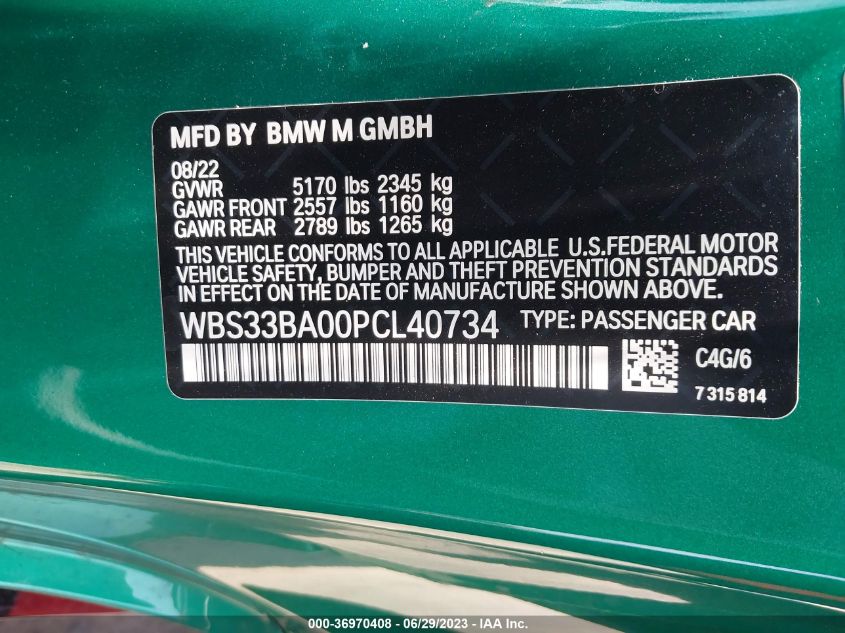 MFD BY BMW M GMBH
08/22
GVWR 5170 lbs 2345 kg
GAWR FRONT 2557 lbs 1160 kg
GAWR REAR 2789 lbs 1265 kg
THIS VEHICLE CONFORMS TO ALL APPLICABLE U.S.FEDERAL MOTOR
VEHICLE SAFETY, BUMPER AND THEFT PREVENTION STANDARDS
IN EFFECT ON THE DATE OF MANUFACTURE SHOWN ABOVE.
WBS33BA00PCL40734 TYPE: PASSENGER CAR
C4G/6
7 315 814
000-36970408 - 06/29/2023 - IAA Inc.